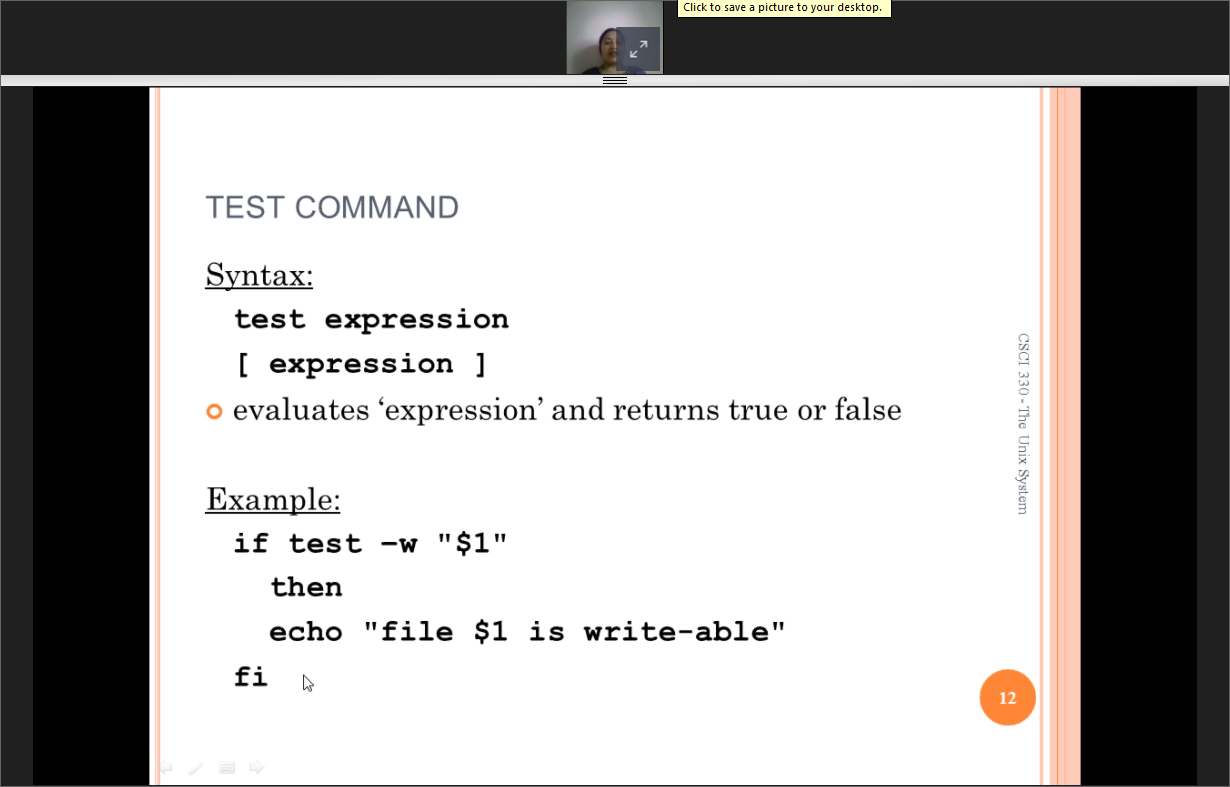 Click to save a picture to your desktop.
TEST COMMAND
Syntax:
test expression
[ expression ]
evaluates ‘expression’ and returns true or false
Example:
if test –w "$1"
then
echo "file $1 is write-able"
fi
CSCI 330 - The Unix System
12